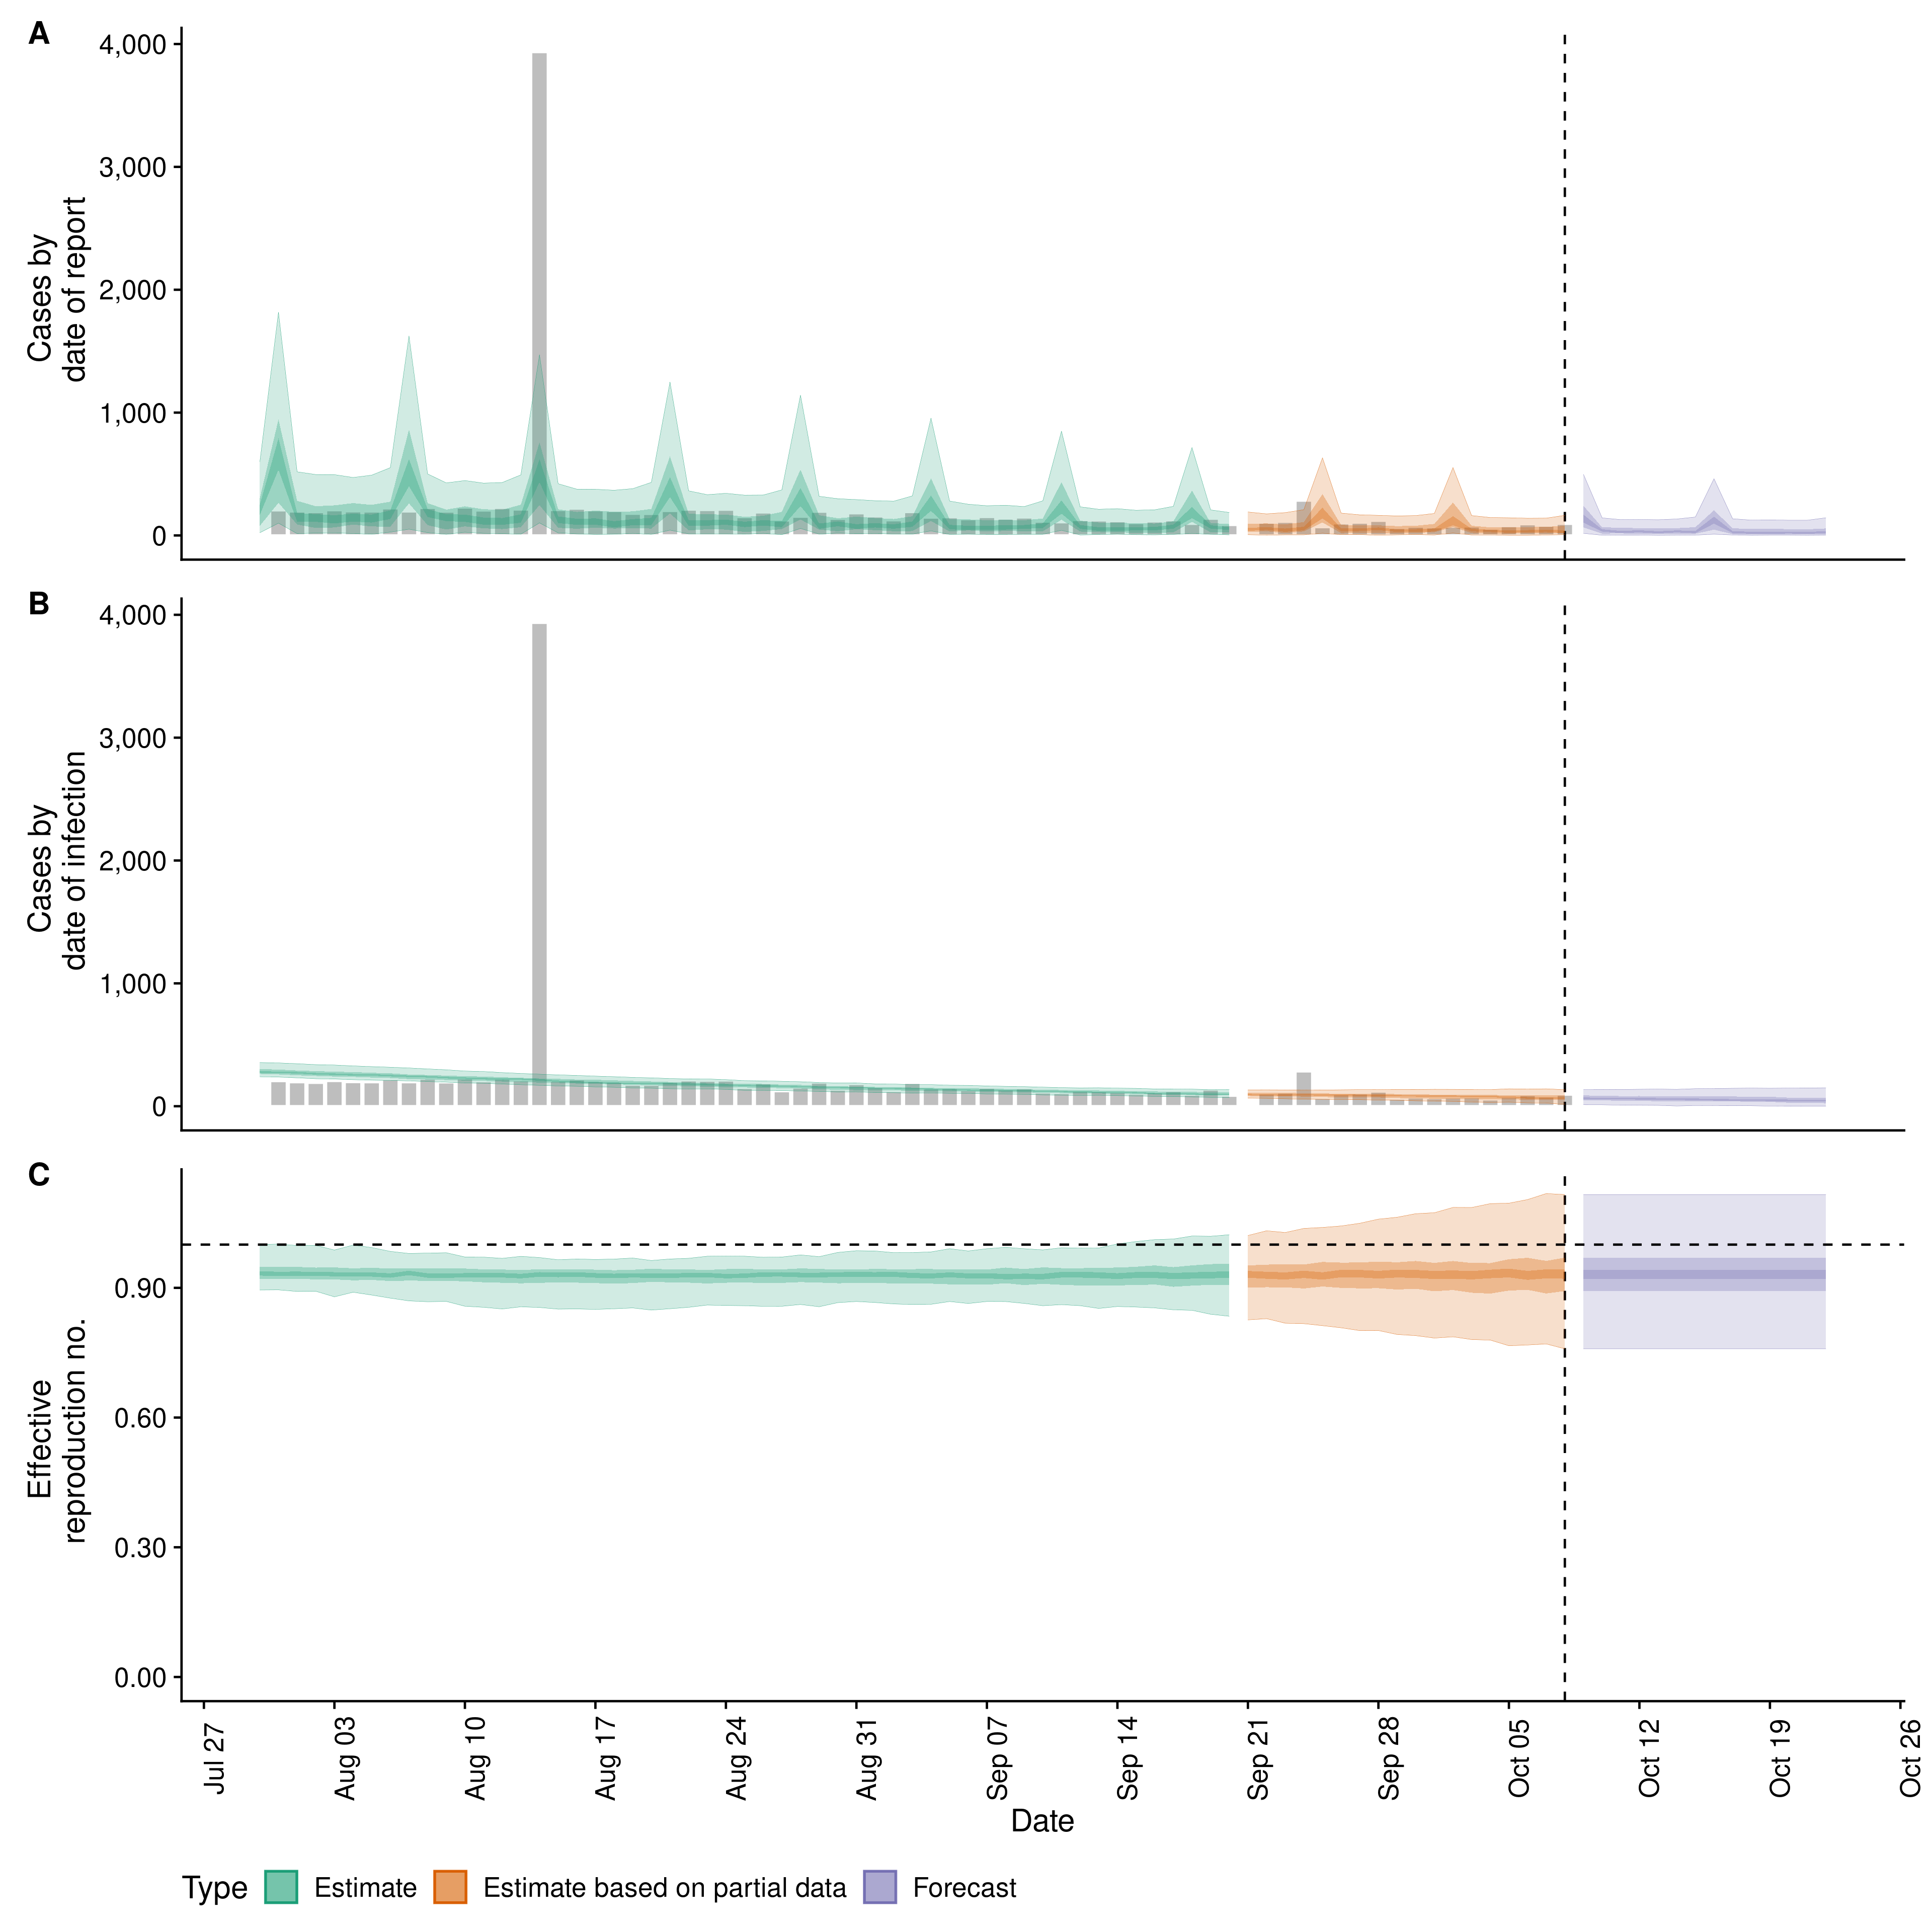 A
Cases by
date of report
4,000
3,000
2,000
1,000
0
B
Cases by
date of infection
4,000
3,000
2,000
1,000
0
C
Effective
reproduction no.
0.90
0.60
0.30
0.00
Jul 27
Aug 03
Aug 10
Aug 17
Aug 24
Aug 31
Sep 07
Sep 14
Sep 21
Sep 28
Oct 05
Oct 12
Oct 19
Oct 26
Date
Type Estimate Estimate based on partial data Forecast